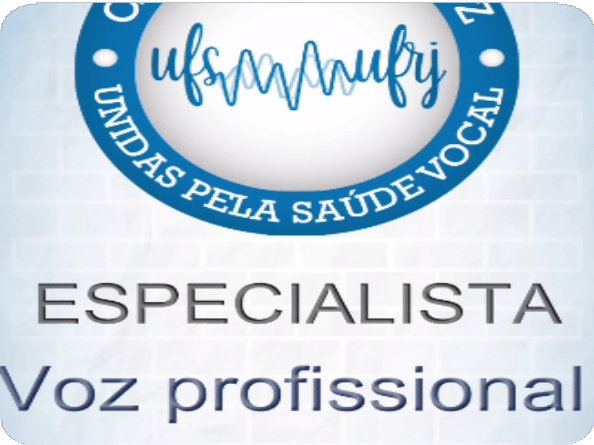 ufs ufrj
UNIDAS PELA SAÚDE VOCAL
ESPECIALISTA
Voz profissional